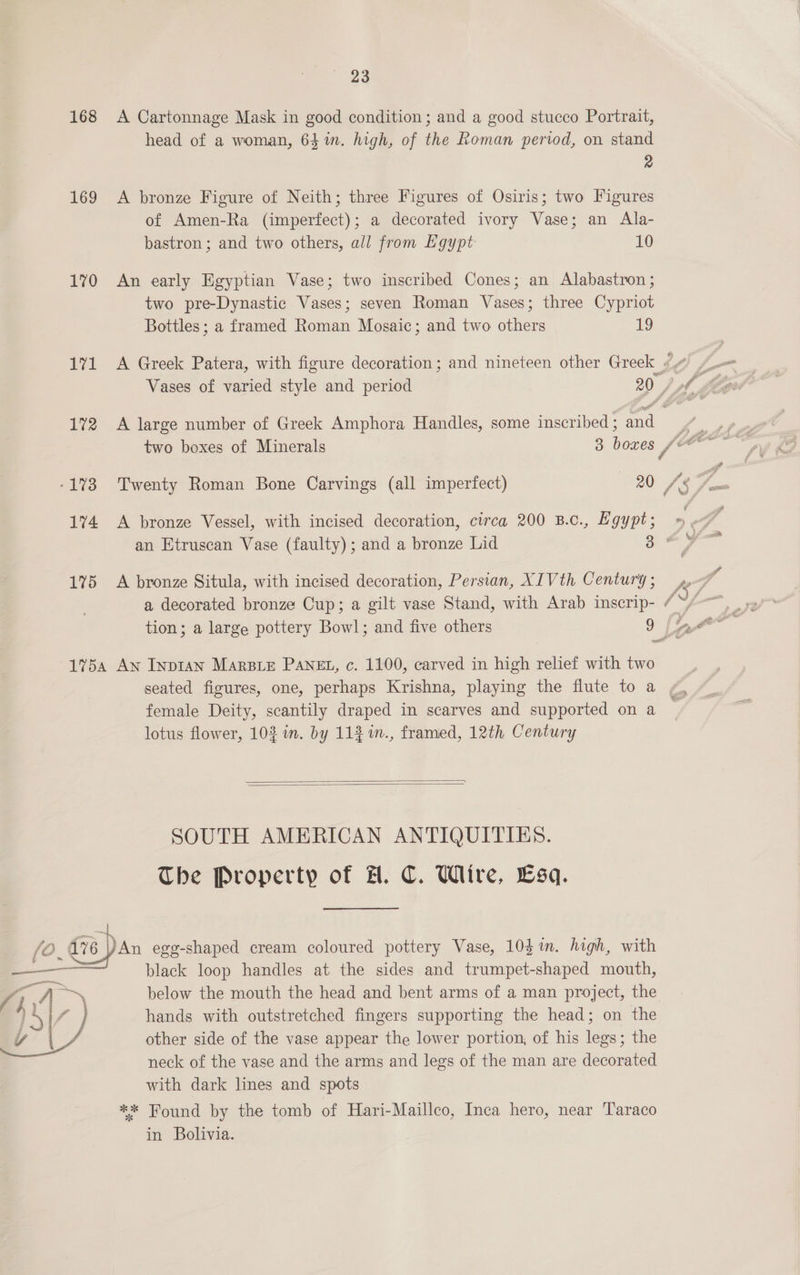 23
168 A Cartonnage Mask in good condition; and a good stucco Portrait,
head of a woman, 6½ in. high, of the Roman period, on stand
2
169 A bronze Figure of Neith; three Figures of Osiris; two Figures
of Amen-Ra (imperfect); a decorated ivory Vase; an Ala-
bastron; and two others, all from Egypt 10
170 An early Egyptian Vase; two inscribed Cones; an Alabastron;
two pre-Dynastic Vases; seven Roman Vases; three Cypriot
Bottles; a framed Roman Mosaic; and two others 19
171 A Greek Patera, with figure decoration; and nineteen other Greek
Vases of varied style and period 20
172 A large number of Greek Amphora Handles, some inscribed; and
two boxes of Minerals 3 boxes
173 Twenty Roman Bone Carvings (all imperfect) 20
174 A bronze Vessel, with incised decoration, circa 200 B.C., Egypt;
an Etruscan Vase (faulty); and a bronze Lid 3
175 A bronze Situla, with incised decoration, Persian, XIVth Century;
a decorated bronze Cup; a gilt vase Stand, with Arab inscrip-
tion; a large pottery Bowl; and five others 9
175A AN INDIAN MARBLE PANEL, c. 1100, carved in high relief with two
seated figures, one, perhaps Krishna, playing the flute to a
female Deity, scantily draped in scarves and supported on a
lotus flower, 10¾ in. by 11¾ in., framed, 12th Century
SOUTH AMERICAN ANTIQUITIES.
The Property of H. C. Wire, Esq.
176 An egg-shaped cream coloured pottery Vase, 10½ in. high, with
black loop handles at the sides and trumpet-shaped mouth,
below the mouth the head and bent arms of a man project, the
hands with outstretched fingers supporting the head; on the
other side of the vase appear the lower portion, of his legs; the
neck of the vase and the arms and legs of the man are decorated
with dark lines and spots
*** Found by the tomb of Hari-Maillco, Inca hero, near Taraco
in Bolivia.